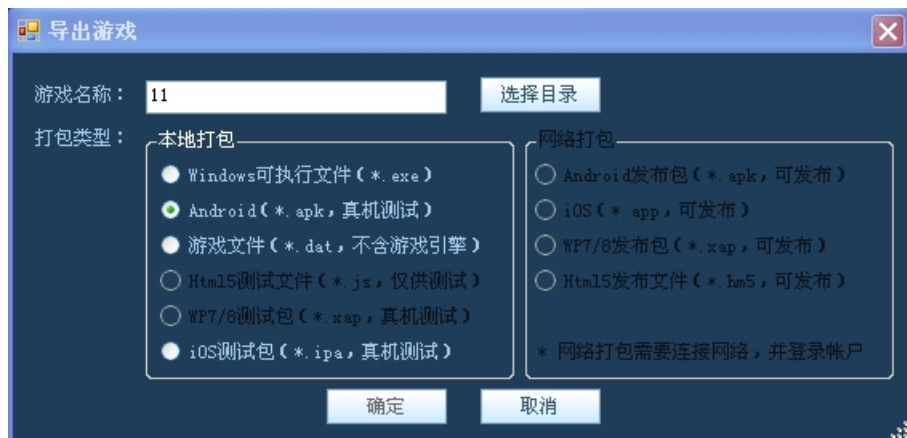 导出游戏
游戏名称： 11 选择目录
打包类型：
本地打包
Windows可执行文件(*.exe)
Android(*.apk，真机测试)
游戏文件(*.dat，不含游戏引擎)
Html5测试文件(*.js，仅供测试)
WP7/8测试包(*.xap，真机测试)
iOS测试包(*.ipa，真机测试)
网络打包
Android发布包(*.apk，可发布)
iOS(*.app，可发布)
WP7/8发布包(*.xap，可发布)
Html5发布文件(*.hm5，可发布)
* 网络打包需要连接网络，并登录帐户
确定 取消